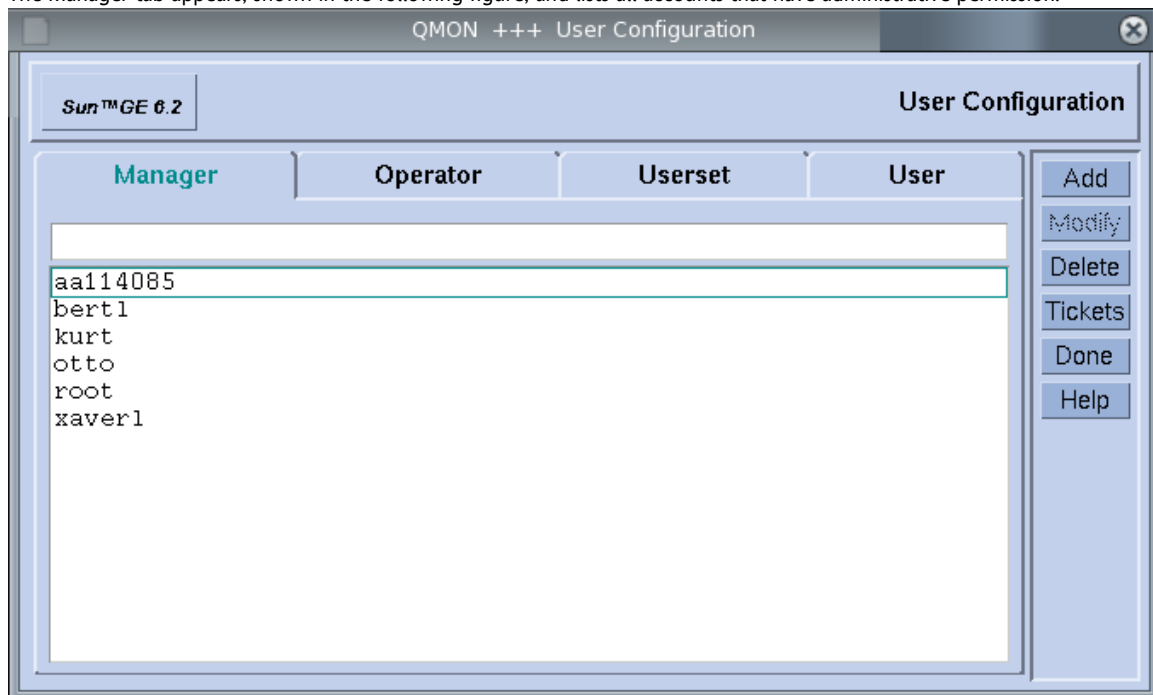 The Manager tab appears, shown in the following figure, and lists all accounts that have administrative permission.
QMON +++ User Configuration
Sun™GE 6.2
User Configuration
Manager
Operator
Userset
User
Add
Modify
Delete
Tickets
Done
Help
aa114085
bertl
kurt
otto
root
xaverl